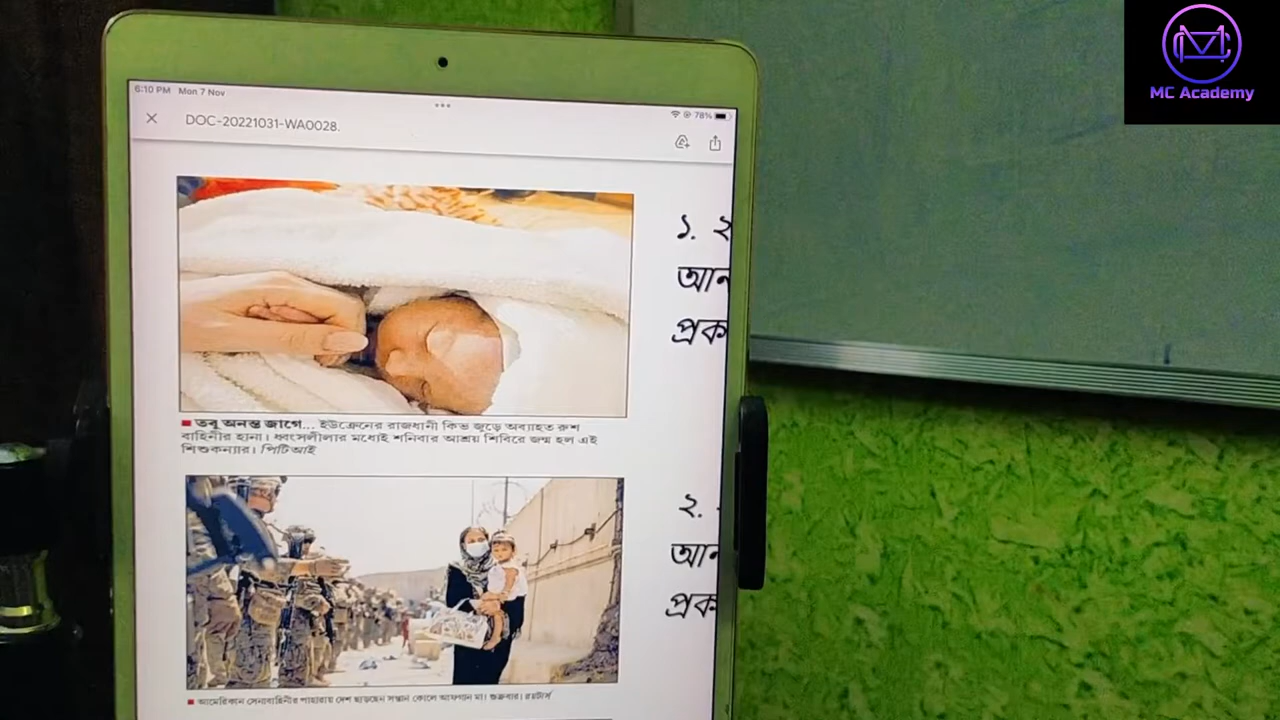 MC Academy
6:10 PM Mon 7 Nov
78%
DOC-20221031-WA0028.
১. ২
আন
প্রক
■ তবু অনন্ত জাগে... ইউক্রেনের রাজধানী কিভ জুড়ে অব্যাহত রুশ
বাহিনীর হানা। ধ্বংসলীলার মধ্যেই শনিবার আশ্রয় শিবিরে জন্ম হল এই
শিশুকন্যার। পিটিআই
২.
আন
প্রক
■ আমেরিকান সেনাবাহিনীর পাহারায় দেশ ছাড়ছেন সন্তান কোলে আফগান মা। শুক্রবার। রয়টার্স